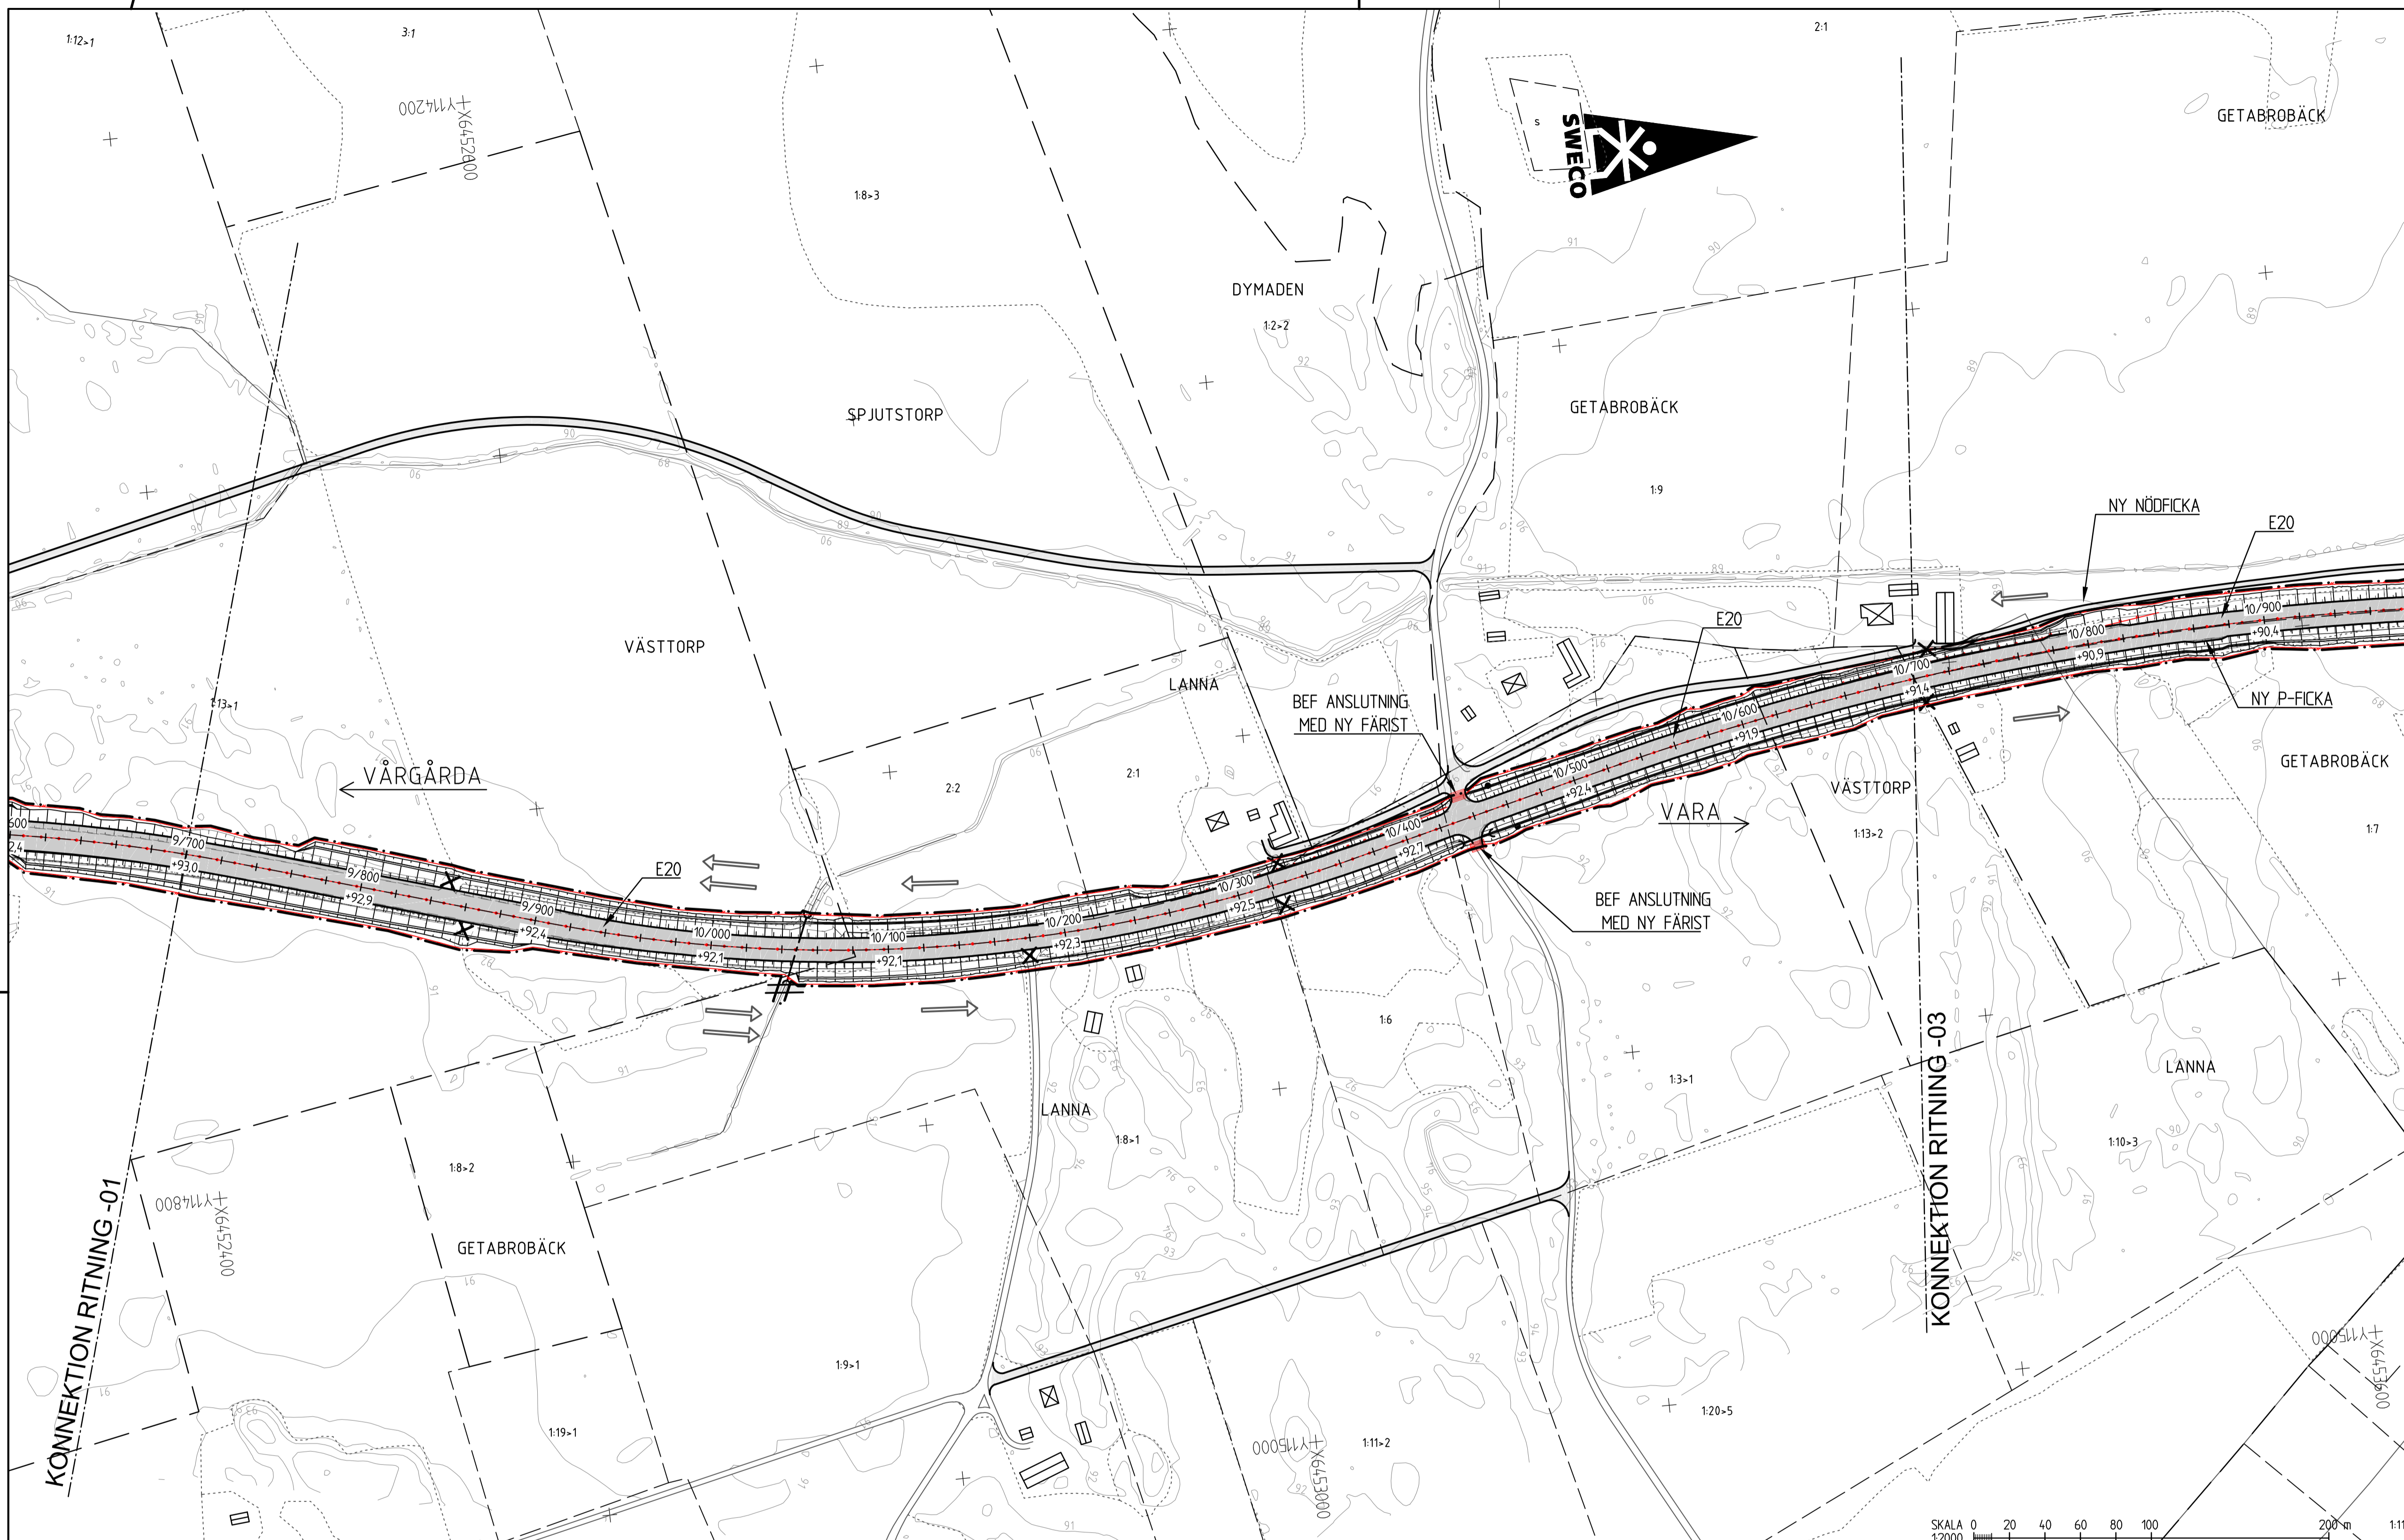 1:12>1
3:1
2:1
Y114200
X6452600
S
SWECO
GETABROBÄCK
1:8>3
DYMADEN
1:2>2
SPJUTSTORP
GETABROBÄCK
1:9
NY NÖDFICKA
E20
E20
VÄSTTORP
LANNA
1:13>1
BEF ANSLUTNING
MED NY FÄRIST
NY P-FICKA
GETABROBÄCK
VÅRGÅRDA
2:2
2:1
VARA
VÄSTTORP
1:13>2
1:7
E20
BEF ANSLUTNING
MED NY FÄRIST
9/700
+93,0
9/800
+92,9
9/900
+92,4
10/000
+92,1
10/100
+92,1
10/200
+92,3
10/300
+92,5
10/400
+92,7
10/500
+92,4
10/600
+91,9
10/700
+91,4
10/800
+90,9
10/900
+90,4
1:6
LANNA
1:8>1
1:3>1
LANNA
1:10>3
1:8>2
Y114800
X6452400
GETABROBÄCK
KONNEKTION RITNING -01
KONNEKTION RITNING -03
1:9>1
1:19>1
1:20>5
1:11>2
Y115000
X6453000
Y115000
X6453600
SKALA 0 20 40 60 80 100 200 m
1:2000